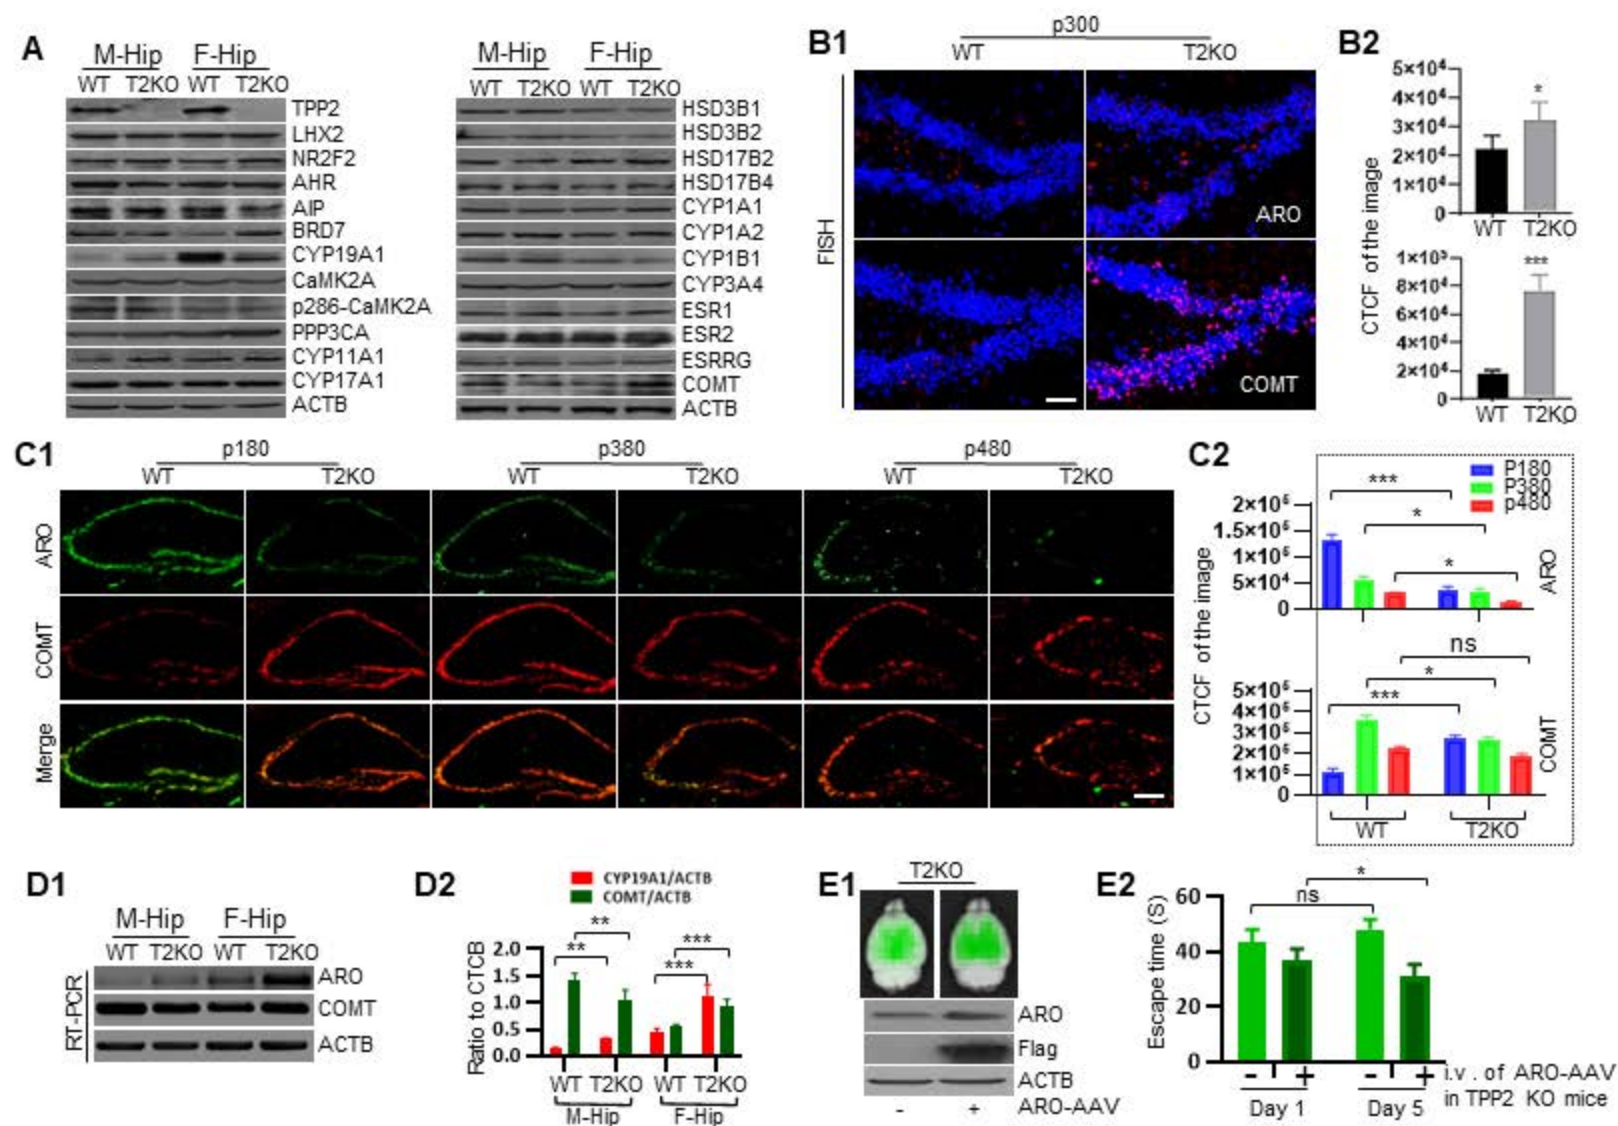 A
M-Hip F-Hip
WT T2KO WT T2KO
TPP2
LHX2
NR2F2
AHR
AIP
BRD7
CYP19A1
CaMK2A
p286-CaMK2A
PPP3CA
CYP11A1
CYP17A1
ACTB
M-Hip F-Hip
WT T2KO WT T2KO
HSD3B1
HSD3B2
HSD17B2
HSD17B4
CYP1A1
CYP1A2
CYP1B1
CYP3A4
ESR1
ESR2
ESRRG
COMT
ACTB
B1
p300
WT T2KO
FISH
ARO
COMT
B2
CTCF of the image
5×10⁴
4×10⁴
3×10⁴
2×10⁴
1×10⁴
0
*
WT T2KO
1×10⁵
8×10⁴
6×10⁴
4×10⁴
2×10⁴
0
***
WT T2KO
C1
p180 p380 p480
WT T2KO WT T2KO WT T2KO
ARO
COMT
Merge
C2
P180
P380
p480
CTCF of the image
2×10⁵
1.5×10⁵
1×10⁵
5×10⁴
0
***
*
*
ARO
5×10⁵
4×10⁵
3×10⁵
2×10⁵
1×10⁵
0
ns
*
***
COMT
WT T2KO
D1
M-Hip F-Hip
WT T2KO WT T2KO
RT-PCR
ARO
COMT
ACTB
D2
CYP19A1/ACTB
COMT/ACTB
Ratio to CTCB
2.0
1.5
1.0
0.5
0.0
**
**
***
***
WT T2KO WT T2KO
M-Hip F-Hip
E1
T2KO
ARO
Flag
ACTB
- + ARO-AAV
E2
Escape time (S)
60
40
20
0
ns
*
- + - + i.v . of ARO-AAV
in TPP2 KO mice
Day 1 Day 5